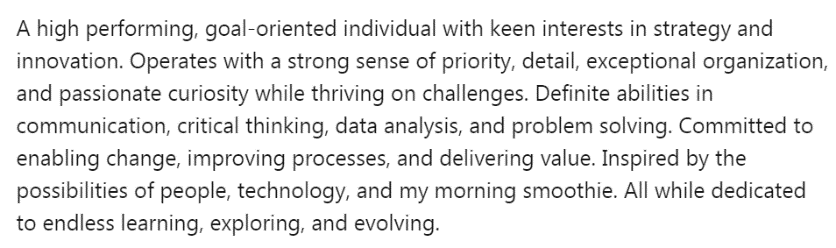 A high performing, goal-oriented individual with keen interests in strategy and
innovation. Operates with a strong sense of priority, detail, exceptional organization,
and passionate curiosity while thriving on challenges. Definite abilities in
communication, critical thinking, data analysis, and problem solving. Committed to
enabling change, improving processes, and delivering value. Inspired by the
possibilities of people, technology, and my morning smoothie. All while dedicated
to endless learning, exploring, and evolving.